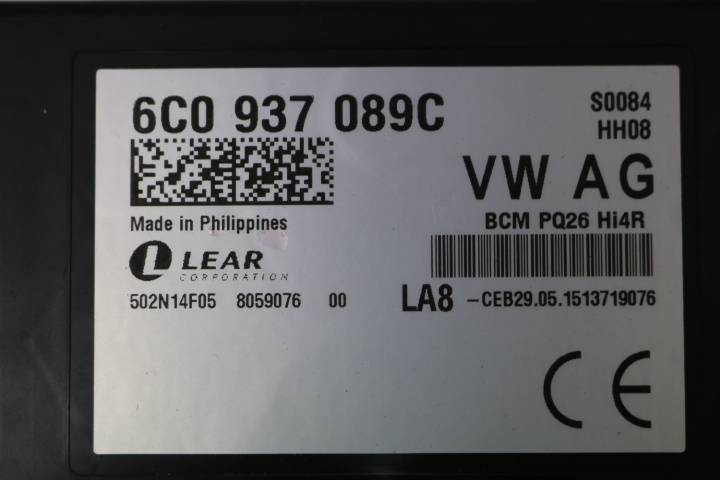 6C0 937 089C
S0084
HH08
VW AG
Made in Philippines
BCM PQ26 Hi4R
LEAR
CORPORATION
502N14F05 8059076 00
LA8 -CEB29.05.1513719076
CE